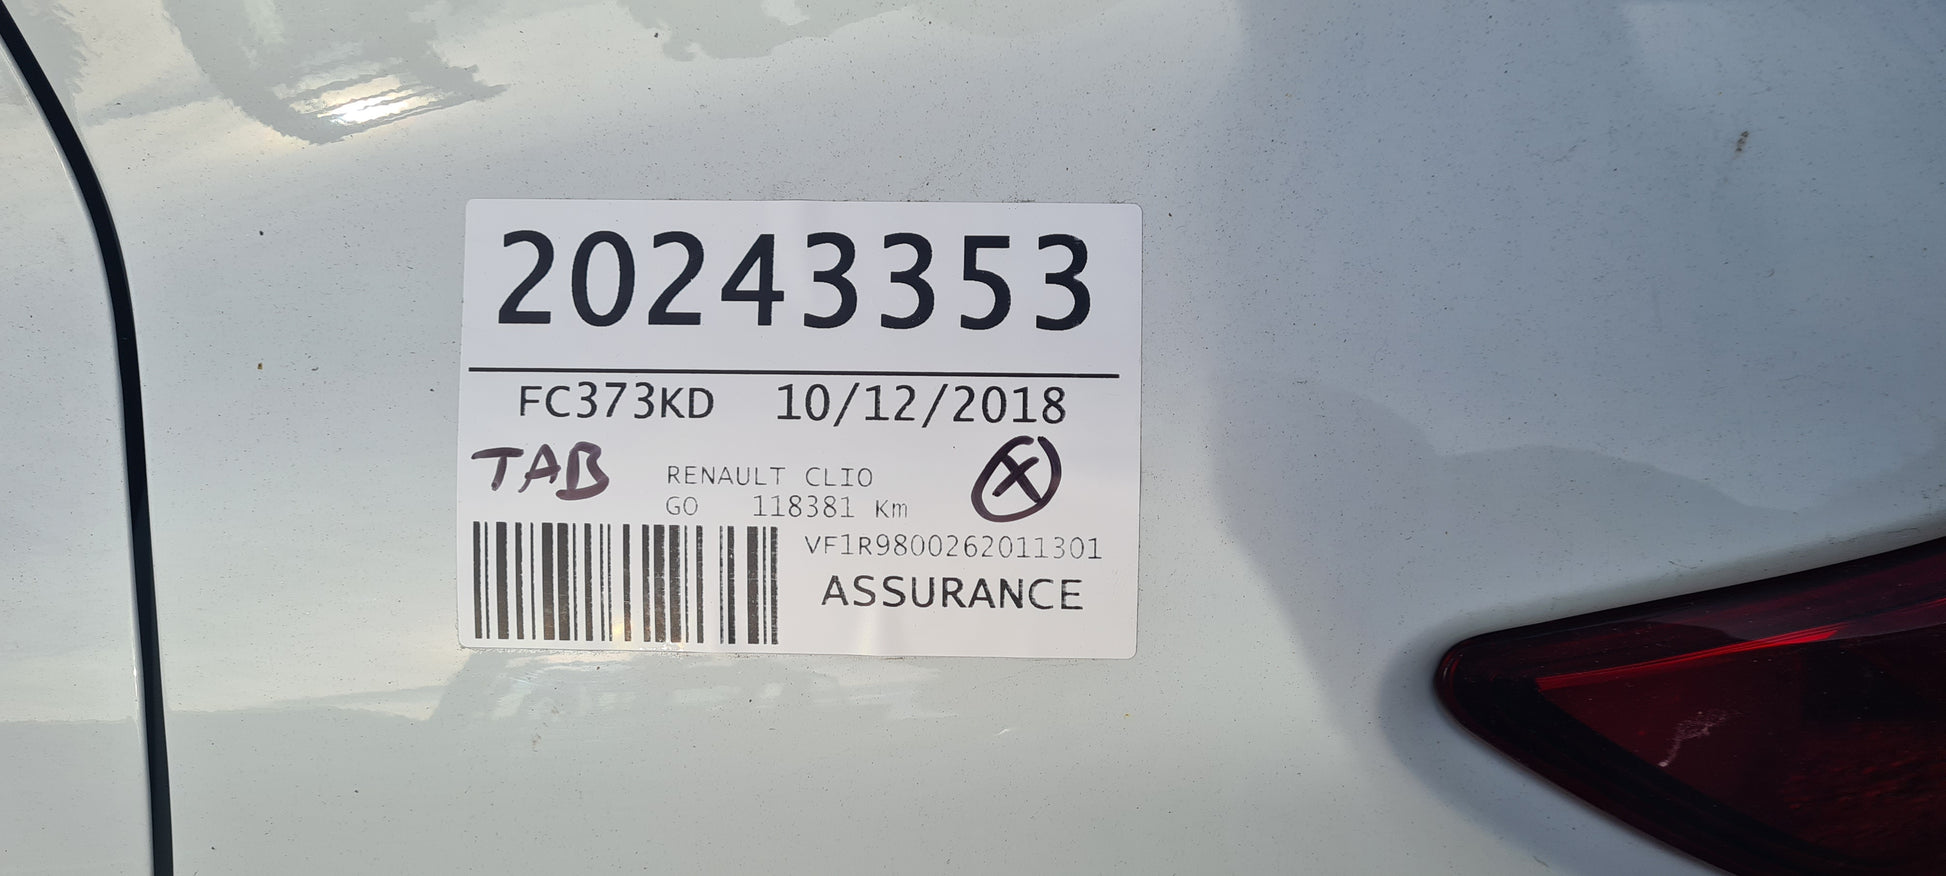 20243353
FC373KD 10/12/2018
TAB
RENAULT CLIO
GO 118381 Km
VF1R9800262011301
ASSURANCE